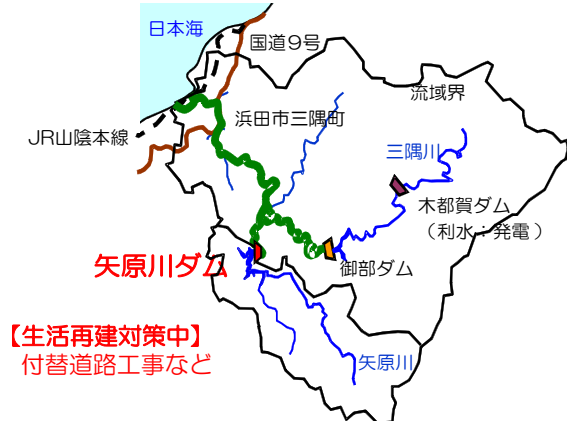 日本海
国道9号
流域界
浜田市三隅町
JR山陰本線
三隅川
木都賀ダム
（利水：発電）
矢原川ダム
御部ダム
【生活再建対策中】
付替道路工事など
矢原川